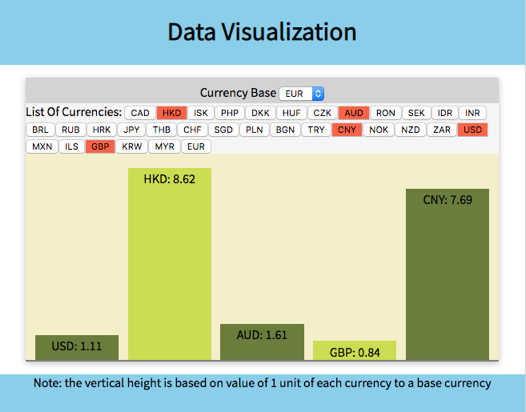 Data Visualization
Currency Base EUR
List Of Currencies: CAD HKD ISK PHP DKK HUF CZK AUD RON SEK IDR INR
BRL RUB HRK JPY THB CHF SGD PLN BGN TRY CNY NOK NZD ZAR USD
MXN ILS GBP KRW MYR EUR
HKD: 8.62
CNY: 7.69
AUD: 1.61
USD: 1.11
GBP: 0.84
Note: the vertical height is based on value of 1 unit of each currency to a base currency